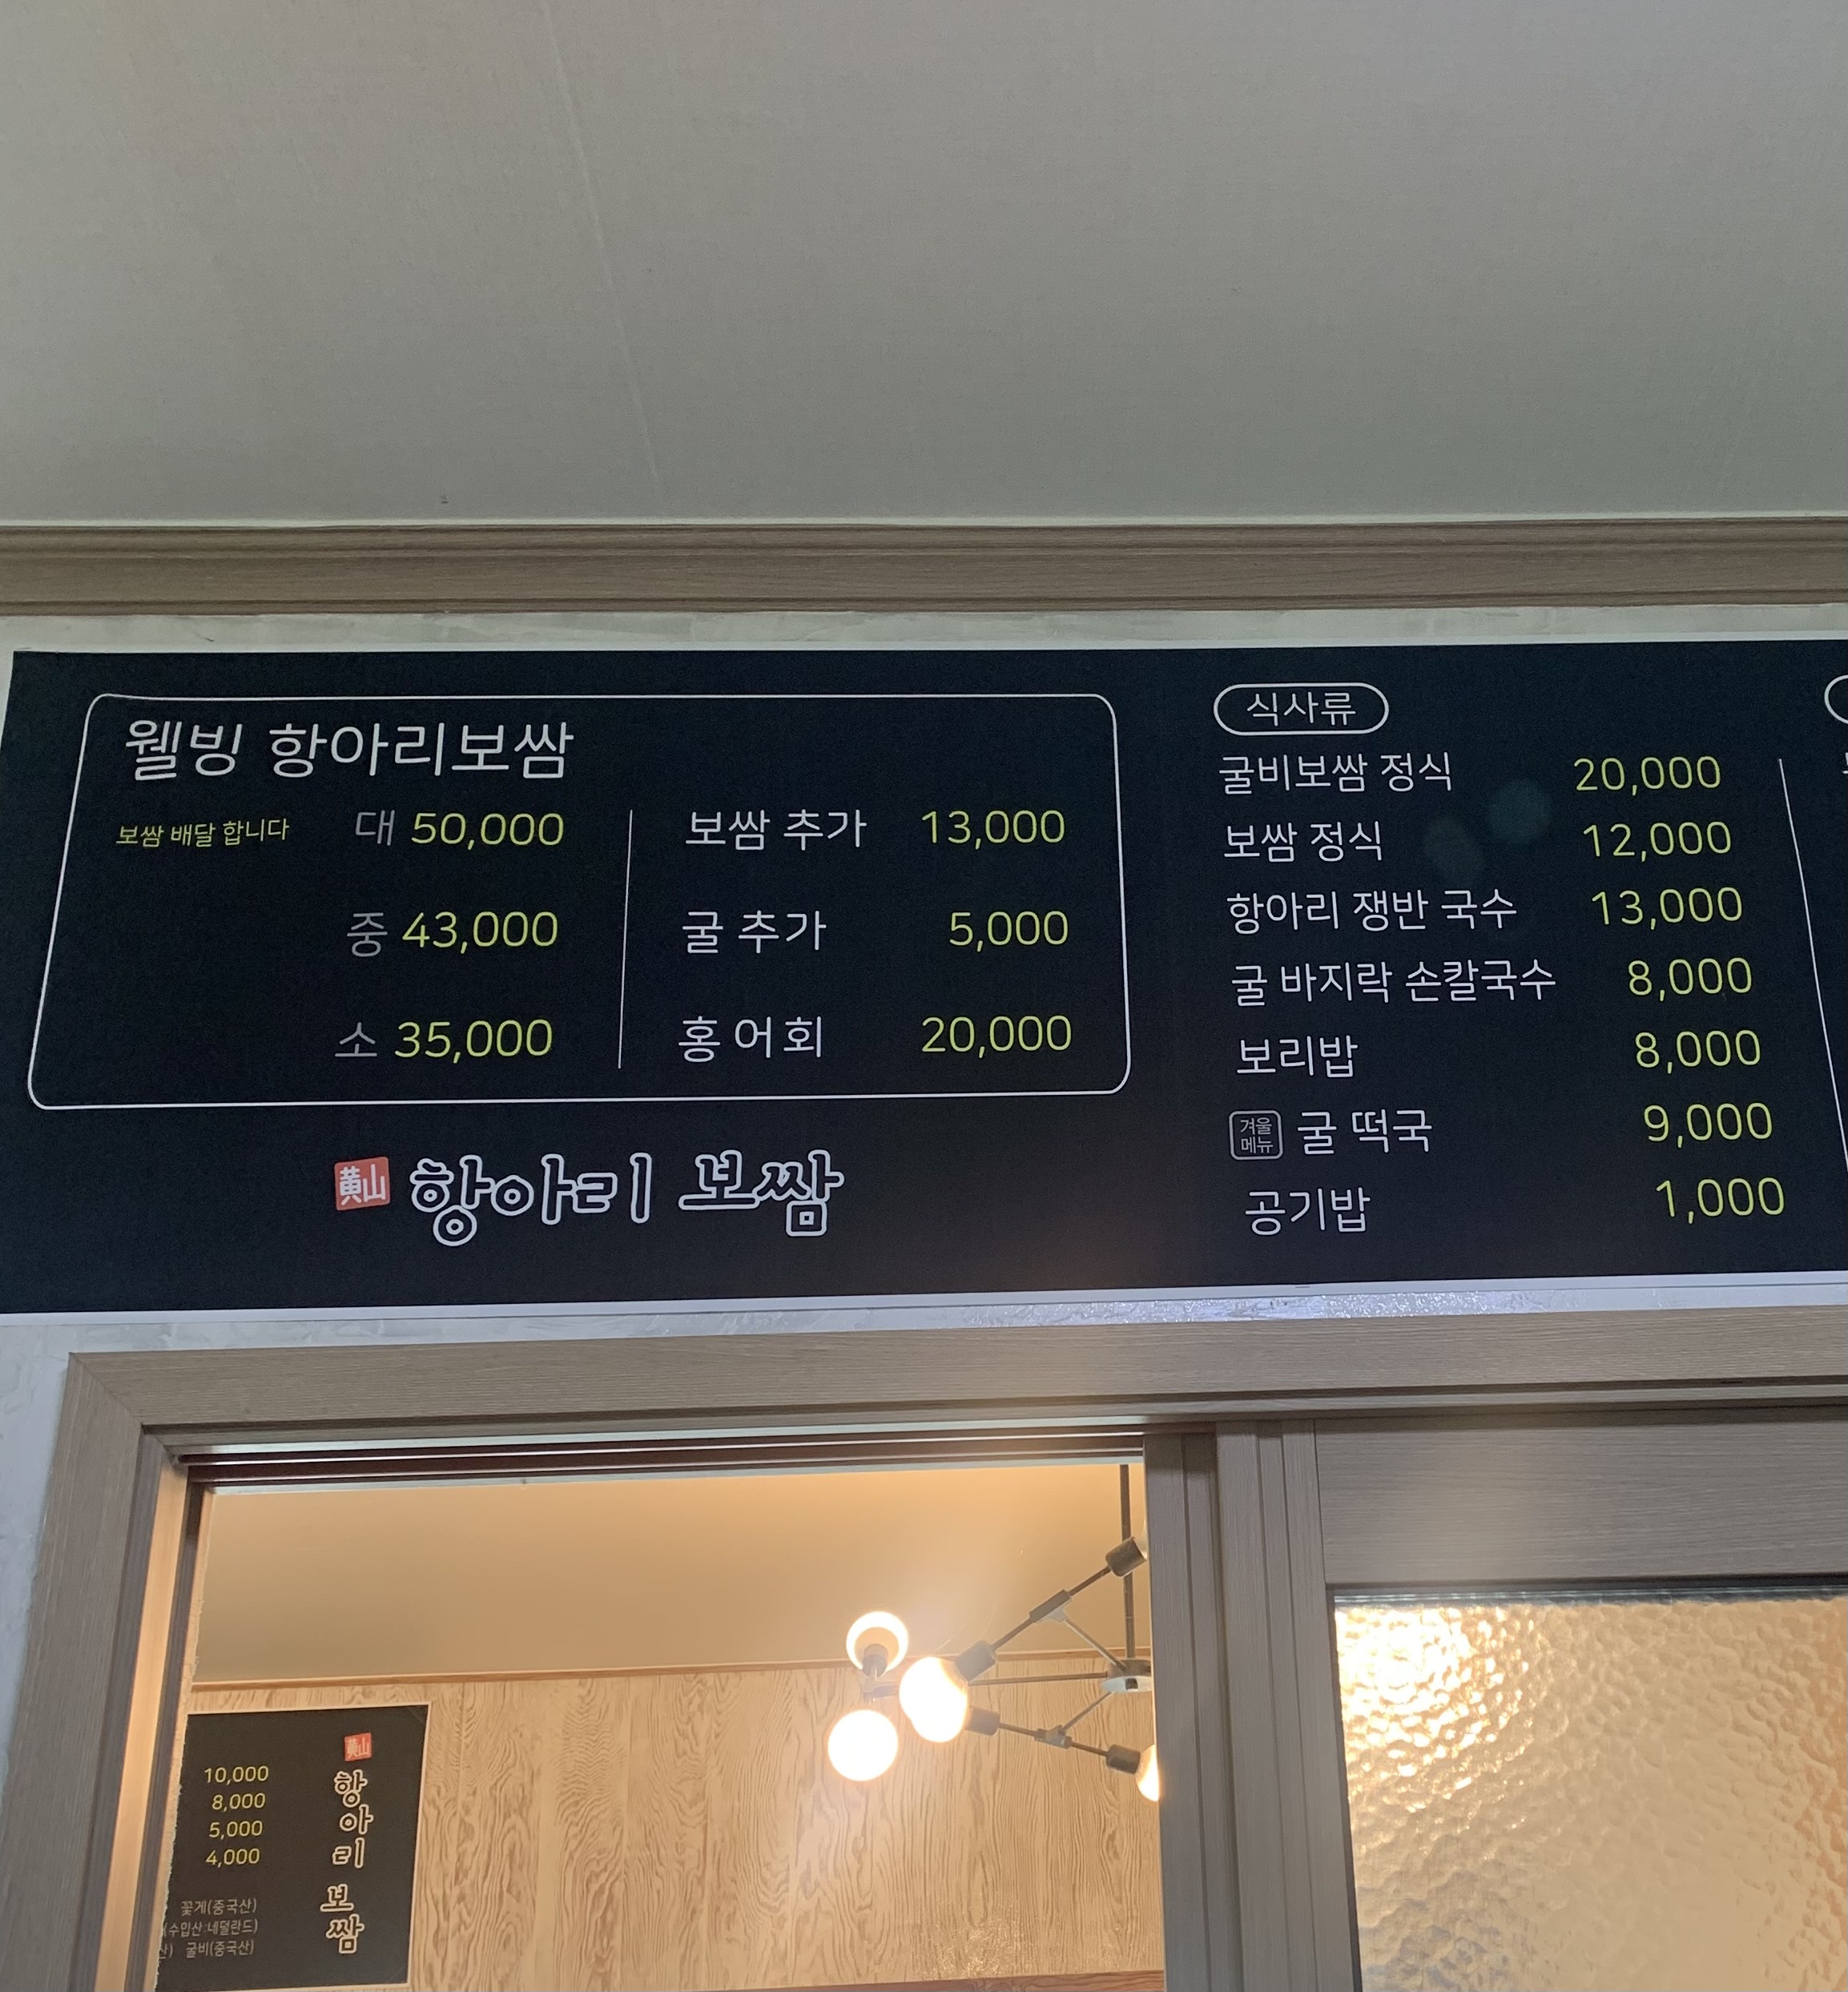 웰빙 항아리보쌈
보쌈 배달 합니다
대 50,000
중 43,000
소 35,000
보쌈 추가 13,000
굴 추가 5,000
홍어회 20,000
黄山 항아리 보쌈
식사류
굴비보쌈 정식 20,000
보쌈 정식 12,000
항아리 쟁반 국수 13,000
굴 바지락 손칼국수 8,000
보리밥 8,000
겨울
메뉴
굴 떡국 9,000
공기밥 1,000
10,000
8,000
5,000
4,000
꽃게(중국산)
(수입산:네덜란드)
굴비(중국산)
黄山
항아리 보쌈